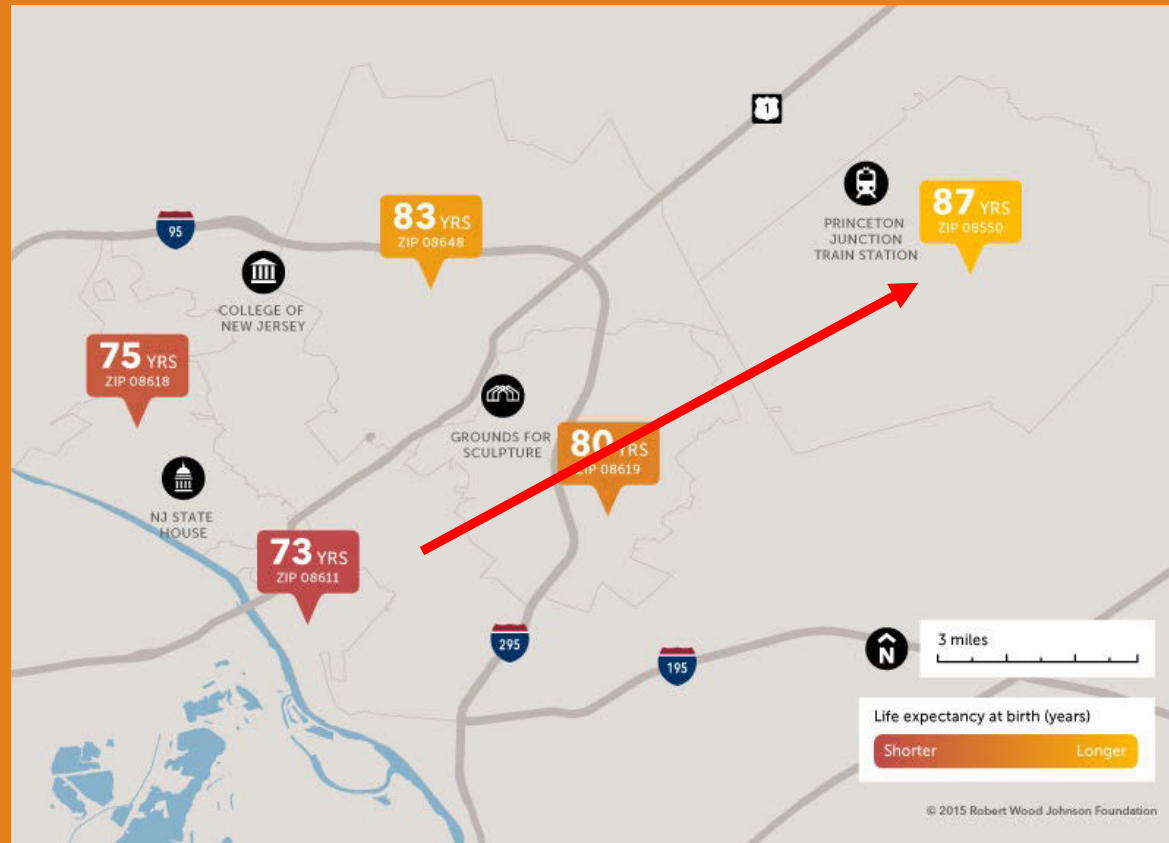 1
95
83 YRS
ZIP 08648
87 YRS
ZIP 08550
PRINCETON
JUNCTION
TRAIN STATION
COLLEGE OF
NEW JERSEY
75 YRS
ZIP 08618
GROUNDS FOR
SCULPTURE
80 YRS
ZIP 08619
NJ STATE
HOUSE
73 YRS
ZIP 08611
295
195
N
3 miles
Life expectancy at birth (years)
Shorter Longer
© 2015 Robert Wood Johnson Foundation